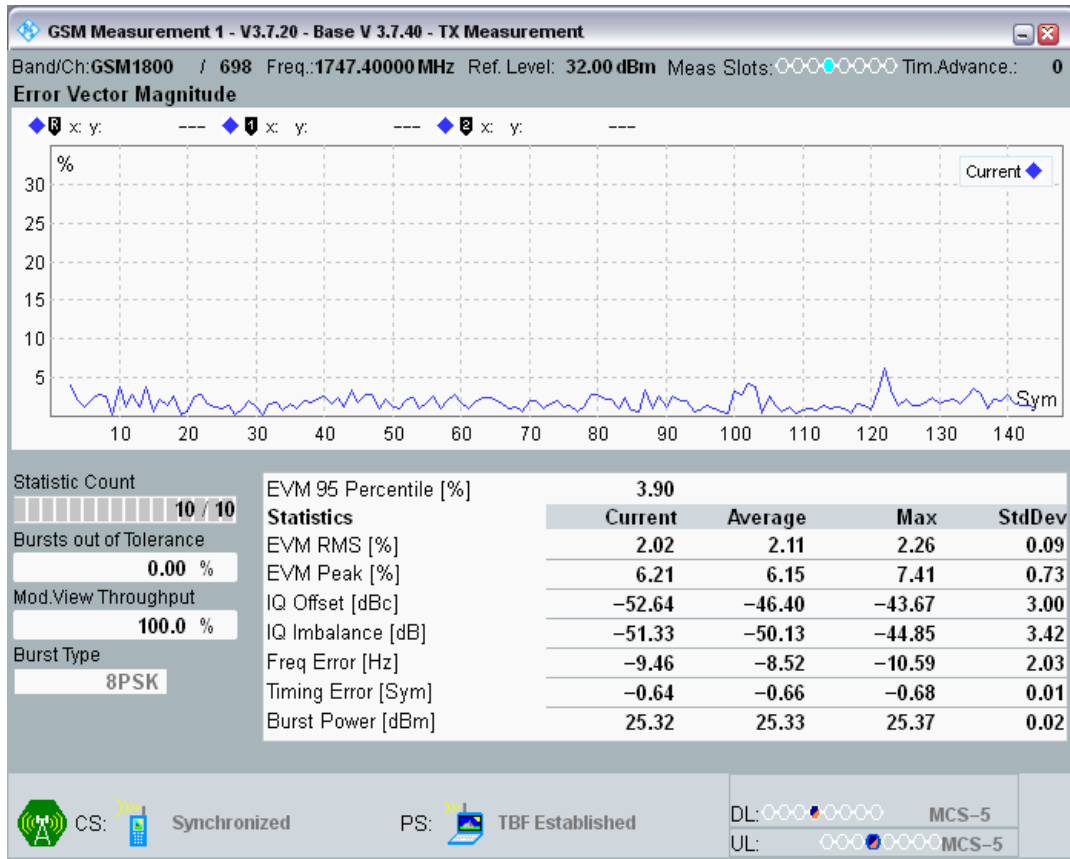 GSM Measurement 1 - V3.7.20 - Base V 3.7.40 - TX Measurement
Band/Ch:GSM1800 / 698 Freq.:1747.40000 MHz Ref. Level: 32.00 dBm Meas Slots: Tim.Advance.: 0
Error Vector Magnitude
R x: y: --- 1 x: y: --- 2 x: y: ---
%
Current
30
25
20
15
10
5
Sym
10 20 30 40 50 60 70 80 90 100 110 120 130 140
Statistic Count
10 / 10
Bursts out of Tolerance
0.00 %
Mod.View Throughput
100.0 %
Burst Type
8PSK
EVM 95 Percentile [%] 3.90
Statistics Current Average Max StdDev
EVM RMS [%] 2.02 2.11 2.26 0.09
EVM Peak [%] 6.21 6.15 7.41 0.73
IQ Offset [dBc] −52.64 −46.40 −43.67 3.00
IQ Imbalance [dB] −51.33 −50.13 −44.85 3.42
Freq Error [Hz] −9.46 −8.52 −10.59 2.03
Timing Error [Sym] −0.64 −0.66 −0.68 0.01
Burst Power [dBm] 25.32 25.33 25.37 0.02
CS: Synchronized PS: TBF Established
DL: MCS−5
UL: MCS−5